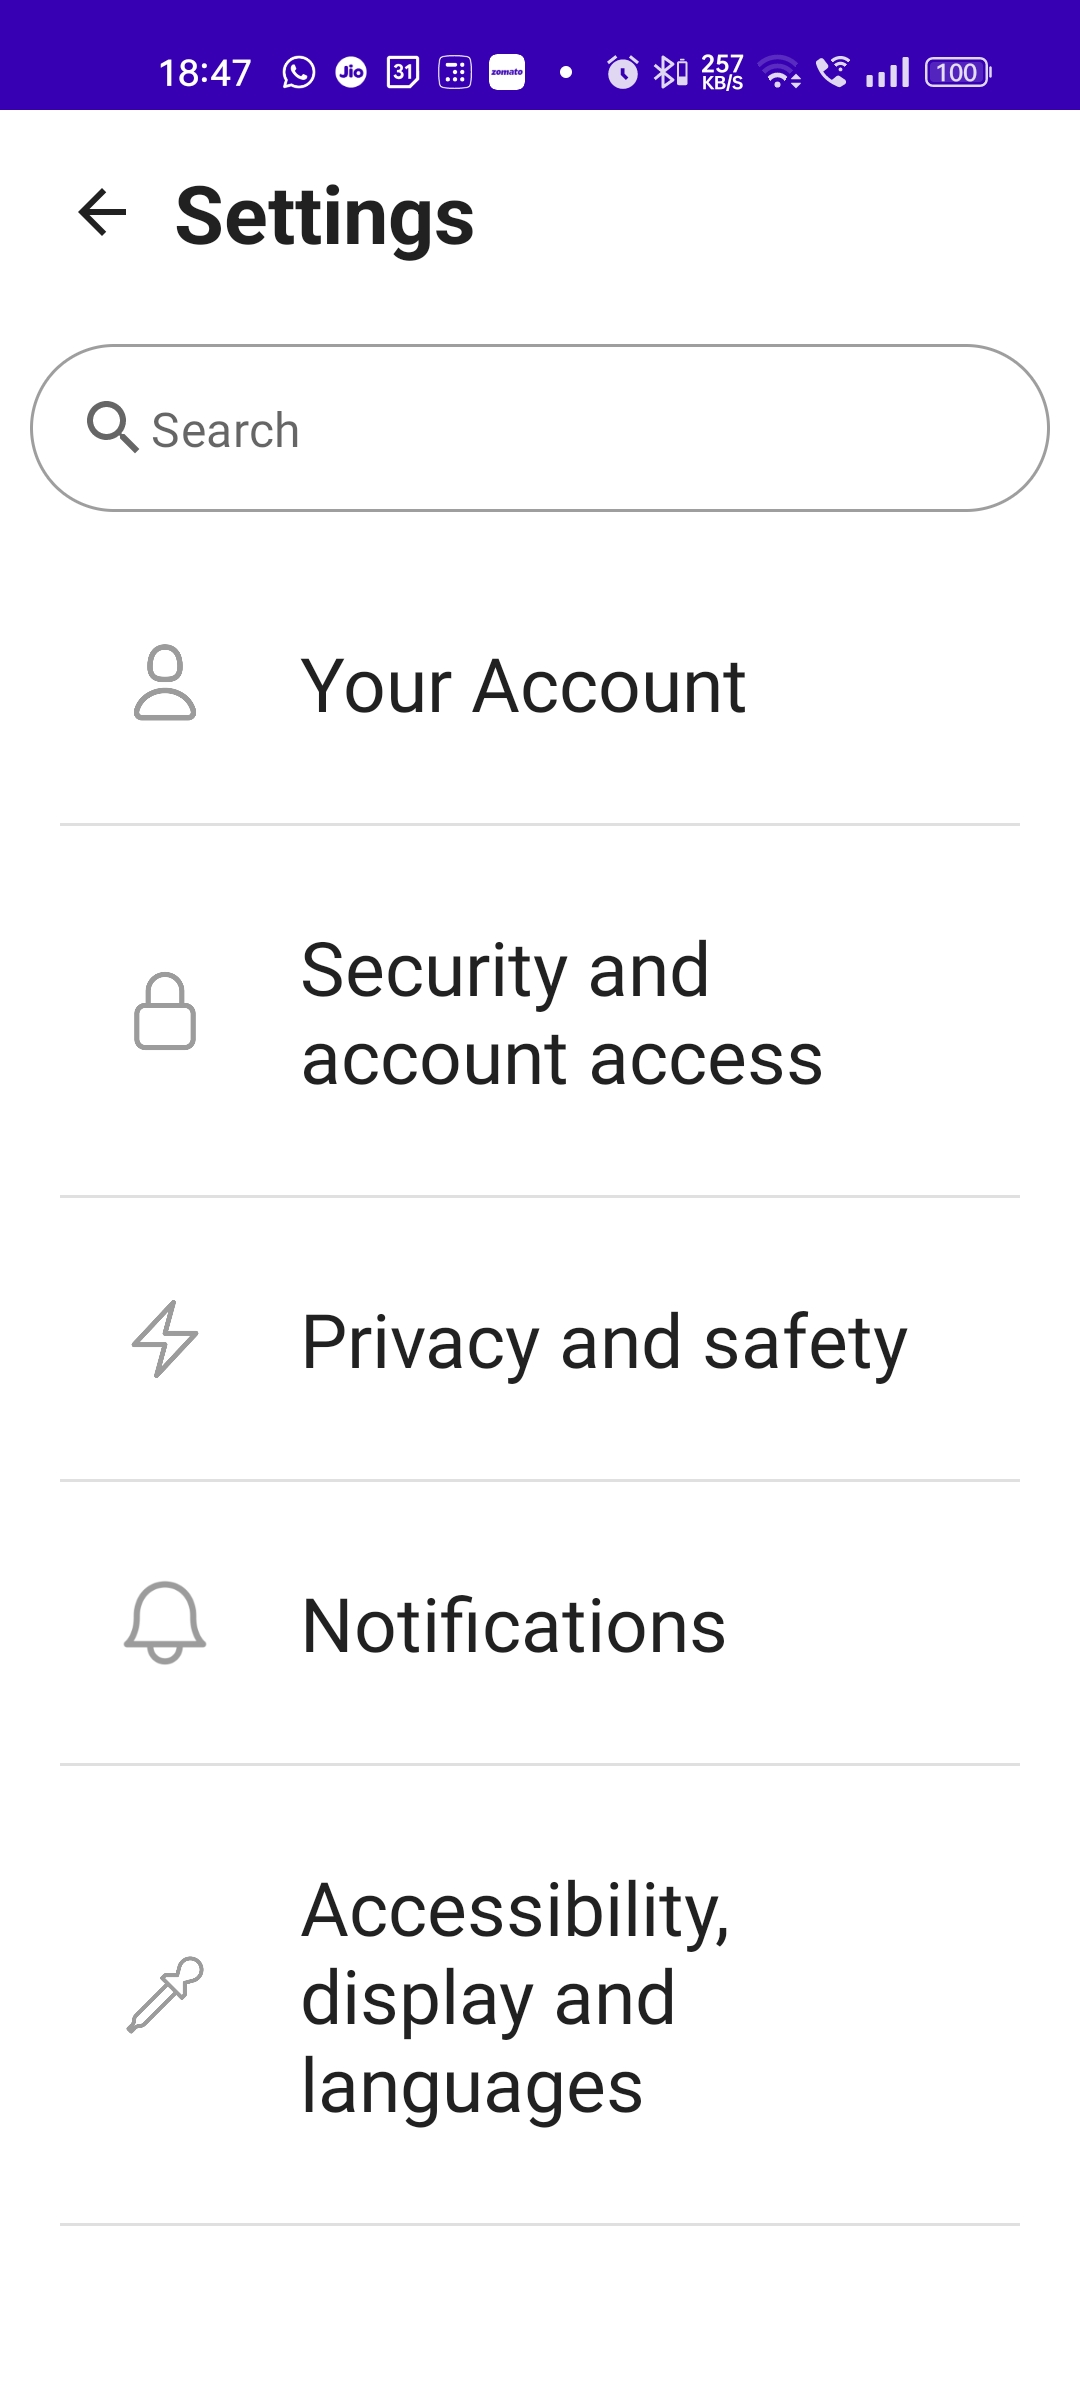 18:47 Jio 31 zomato 257 KB/S 100
Settings
Search
Your Account
Security and
account access
Privacy and safety
Notifications
Accessibility,
display and
languages